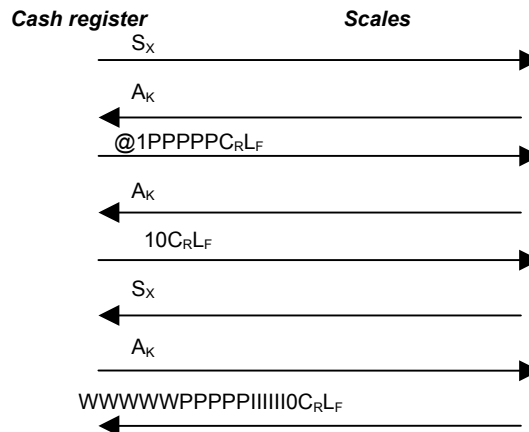 Cash register Scales
SX
AK
@1PPPPPCRLF
AK
10CRLF
SX
AK
WWWWWPPPPPIIIIII0CRLF